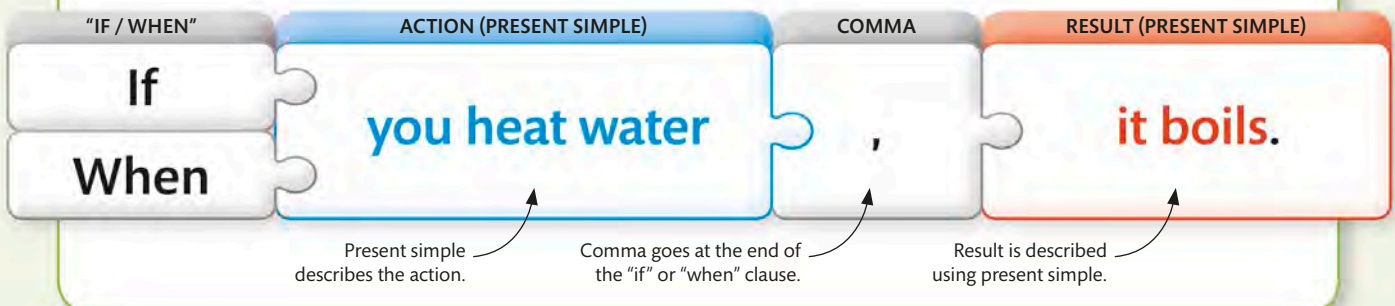 "IF / WHEN" ACTION (PRESENT SIMPLE) COMMA RESULT (PRESENT SIMPLE)
If
When
you heat water
,
it boils.
Present simple
describes the action.
Comma goes at the end of
the "if" or "when" clause.
Result is described
using present simple.